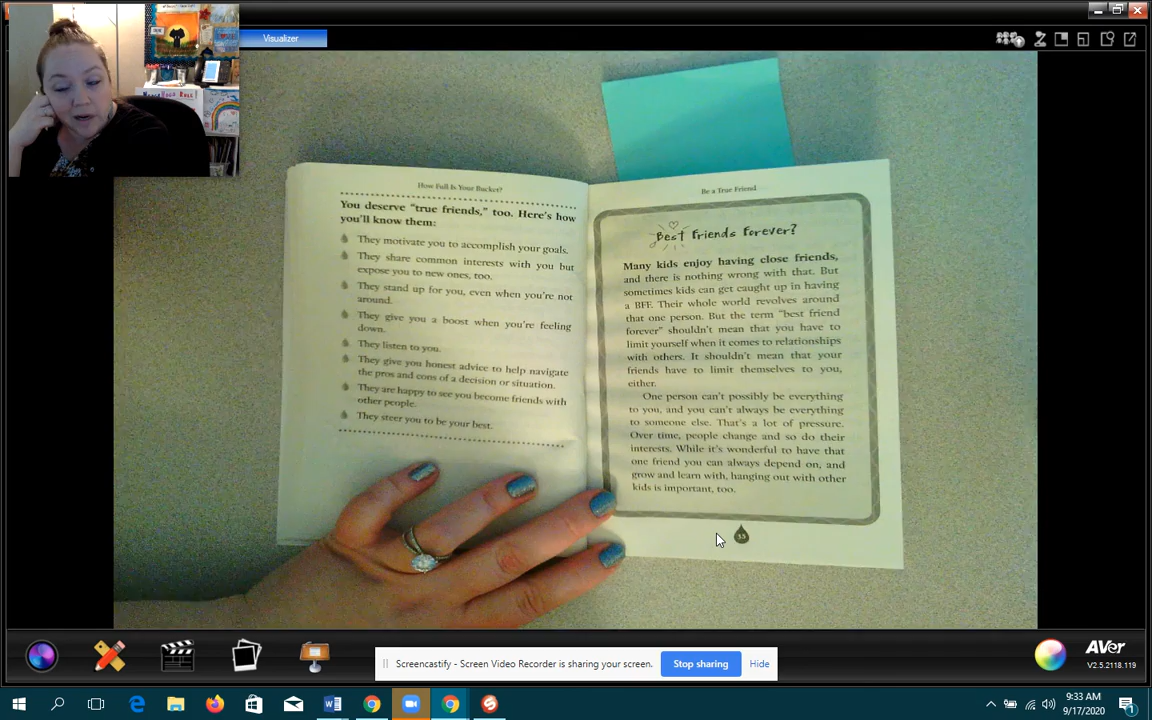 Visualizer
How Full Is Your Bucket?
You deserve "true friends," too. Here's how
you'll know them:
They motivate you to accomplish your goals.
They share common interests with you but
expose you to new ones, too.
They stand up for you, even when you're not
around.
They give you a boost when you're feeling
down.
They listen to you.
They give you honest advice to help navigate
the pros and cons of a decision or situation.
They are happy to see you become friends with
other people.
They steer you to be your best.
Be a True Friend
Best Friends Forever?
Many kids enjoy having close friends,
and there is nothing wrong with that. But
sometimes kids can get caught up in having
a BFF. Their whole world revolves around
that one person. But the term "best friend
forever" shouldn't mean that you have to
limit yourself when it comes to relationships
with others. It shouldn't mean that your
friends have to limit themselves to you,
either.
One person can't possibly be everything
to you, and you can't always be everything
to someone else. That's a lot of pressure.
Over time, people change and so do their
interests. While it's wonderful to have that
one friend you can always depend on, and
grow and learn with, hanging out with other
kids is important, too.
Screencastify - Screen Video Recorder is sharing your screen.
Stop sharing
Hide
AVer
V2.5.2118.119
9:33 AM
9/17/2020